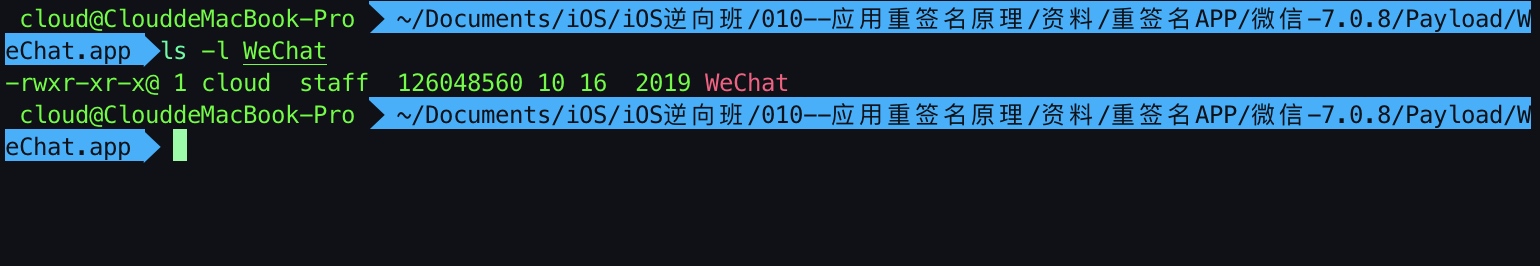 cloud@ClouddeMacBook-Pro ~/Documents/iOS/iOS逆向班/010--应用重签名原理/资料/重签名APP/微信-7.0.8/Payload/W
eChat.app ls -l WeChat
-rwxr-xr-x@ 1 cloud  staff  126048560 10 16  2019 WeChat
cloud@ClouddeMacBook-Pro ~/Documents/iOS/iOS逆向班/010--应用重签名原理/资料/重签名APP/微信-7.0.8/Payload/W
eChat.app